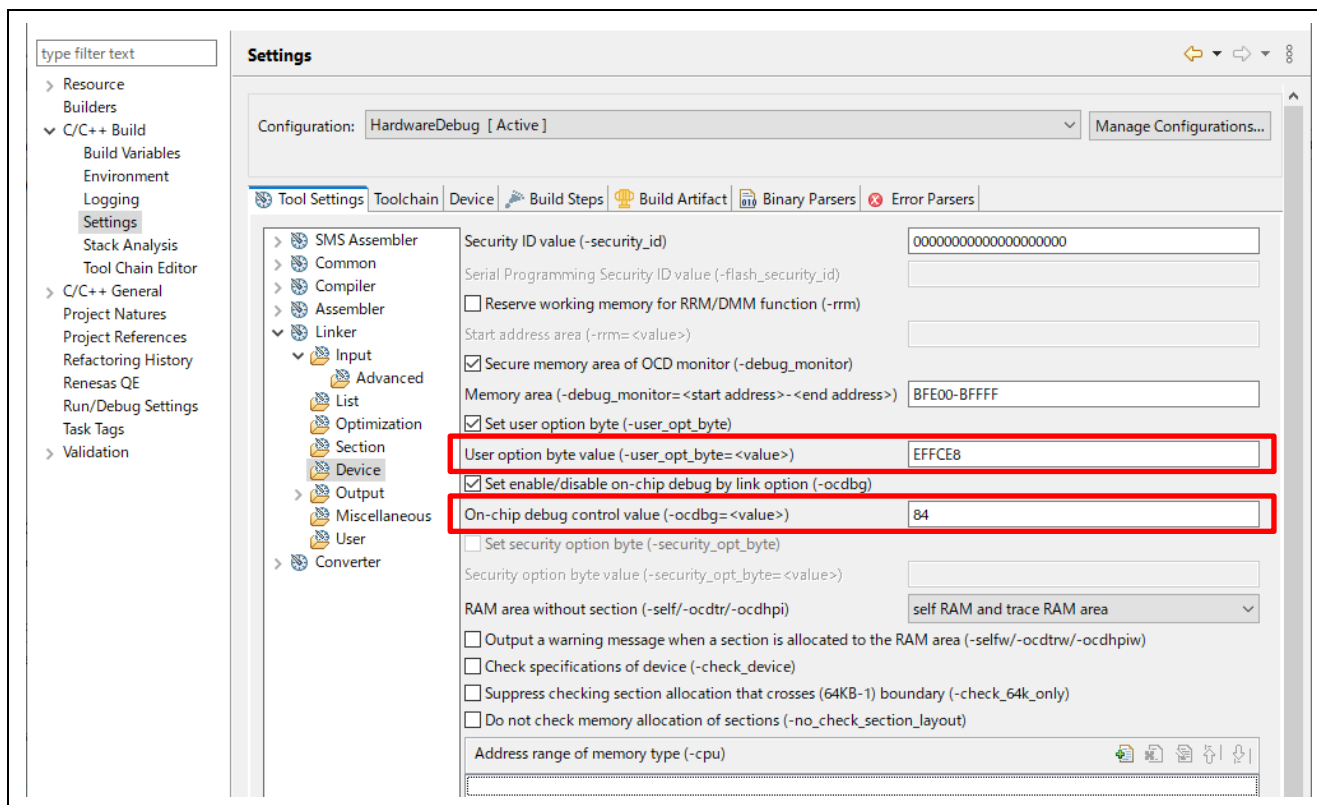 type filter text
Resource
Builders
C/C++ Build
Build Variables
Environment
Logging
Settings
Stack Analysis
Tool Chain Editor
C/C++ General
Project Natures
Project References
Refactoring History
Renesas QE
Run/Debug Settings
Task Tags
Validation
Settings
Configuration: HardwareDebug [ Active ] Manage Configurations...
Tool Settings Toolchain Device Build Steps Build Artifact Binary Parsers Error Parsers
SMS Assembler
Common
Compiler
Assembler
Linker
Input
Advanced
List
Optimization
Section
Device
Output
Miscellaneous
User
Converter
Security ID value (-security_id) 00000000000000000000
Serial Programming Security ID value (-flash_security_id)
Reserve working memory for RRM/DMM function (-rrm)
Start address area (-rrm=<value>)
Secure memory area of OCD monitor (-debug_monitor)
Memory area (-debug_monitor=<start address>-<end address>) BFE00-BFFFF
Set user option byte (-user_opt_byte)
User option byte value (-user_opt_byte=<value>) EFFCE8
Set enable/disable on-chip debug by link option (-ocdbg)
On-chip debug control value (-ocdbg=<value>) 84
Set security option byte (-security_opt_byte)
Security option byte value (-security_opt_byte=<value>)
RAM area without section (-self/-ocdtr/-ocdhpi) self RAM and trace RAM area
Output a warning message when a section is allocated to the RAM area (-selfw/-ocdtrw/-ocdhpiw)
Check specifications of device (-check_device)
Suppress checking section allocation that crosses (64KB-1) boundary (-check_64k_only)
Do not check memory allocation of sections (-no_check_section_layout)
Address range of memory type (-cpu)